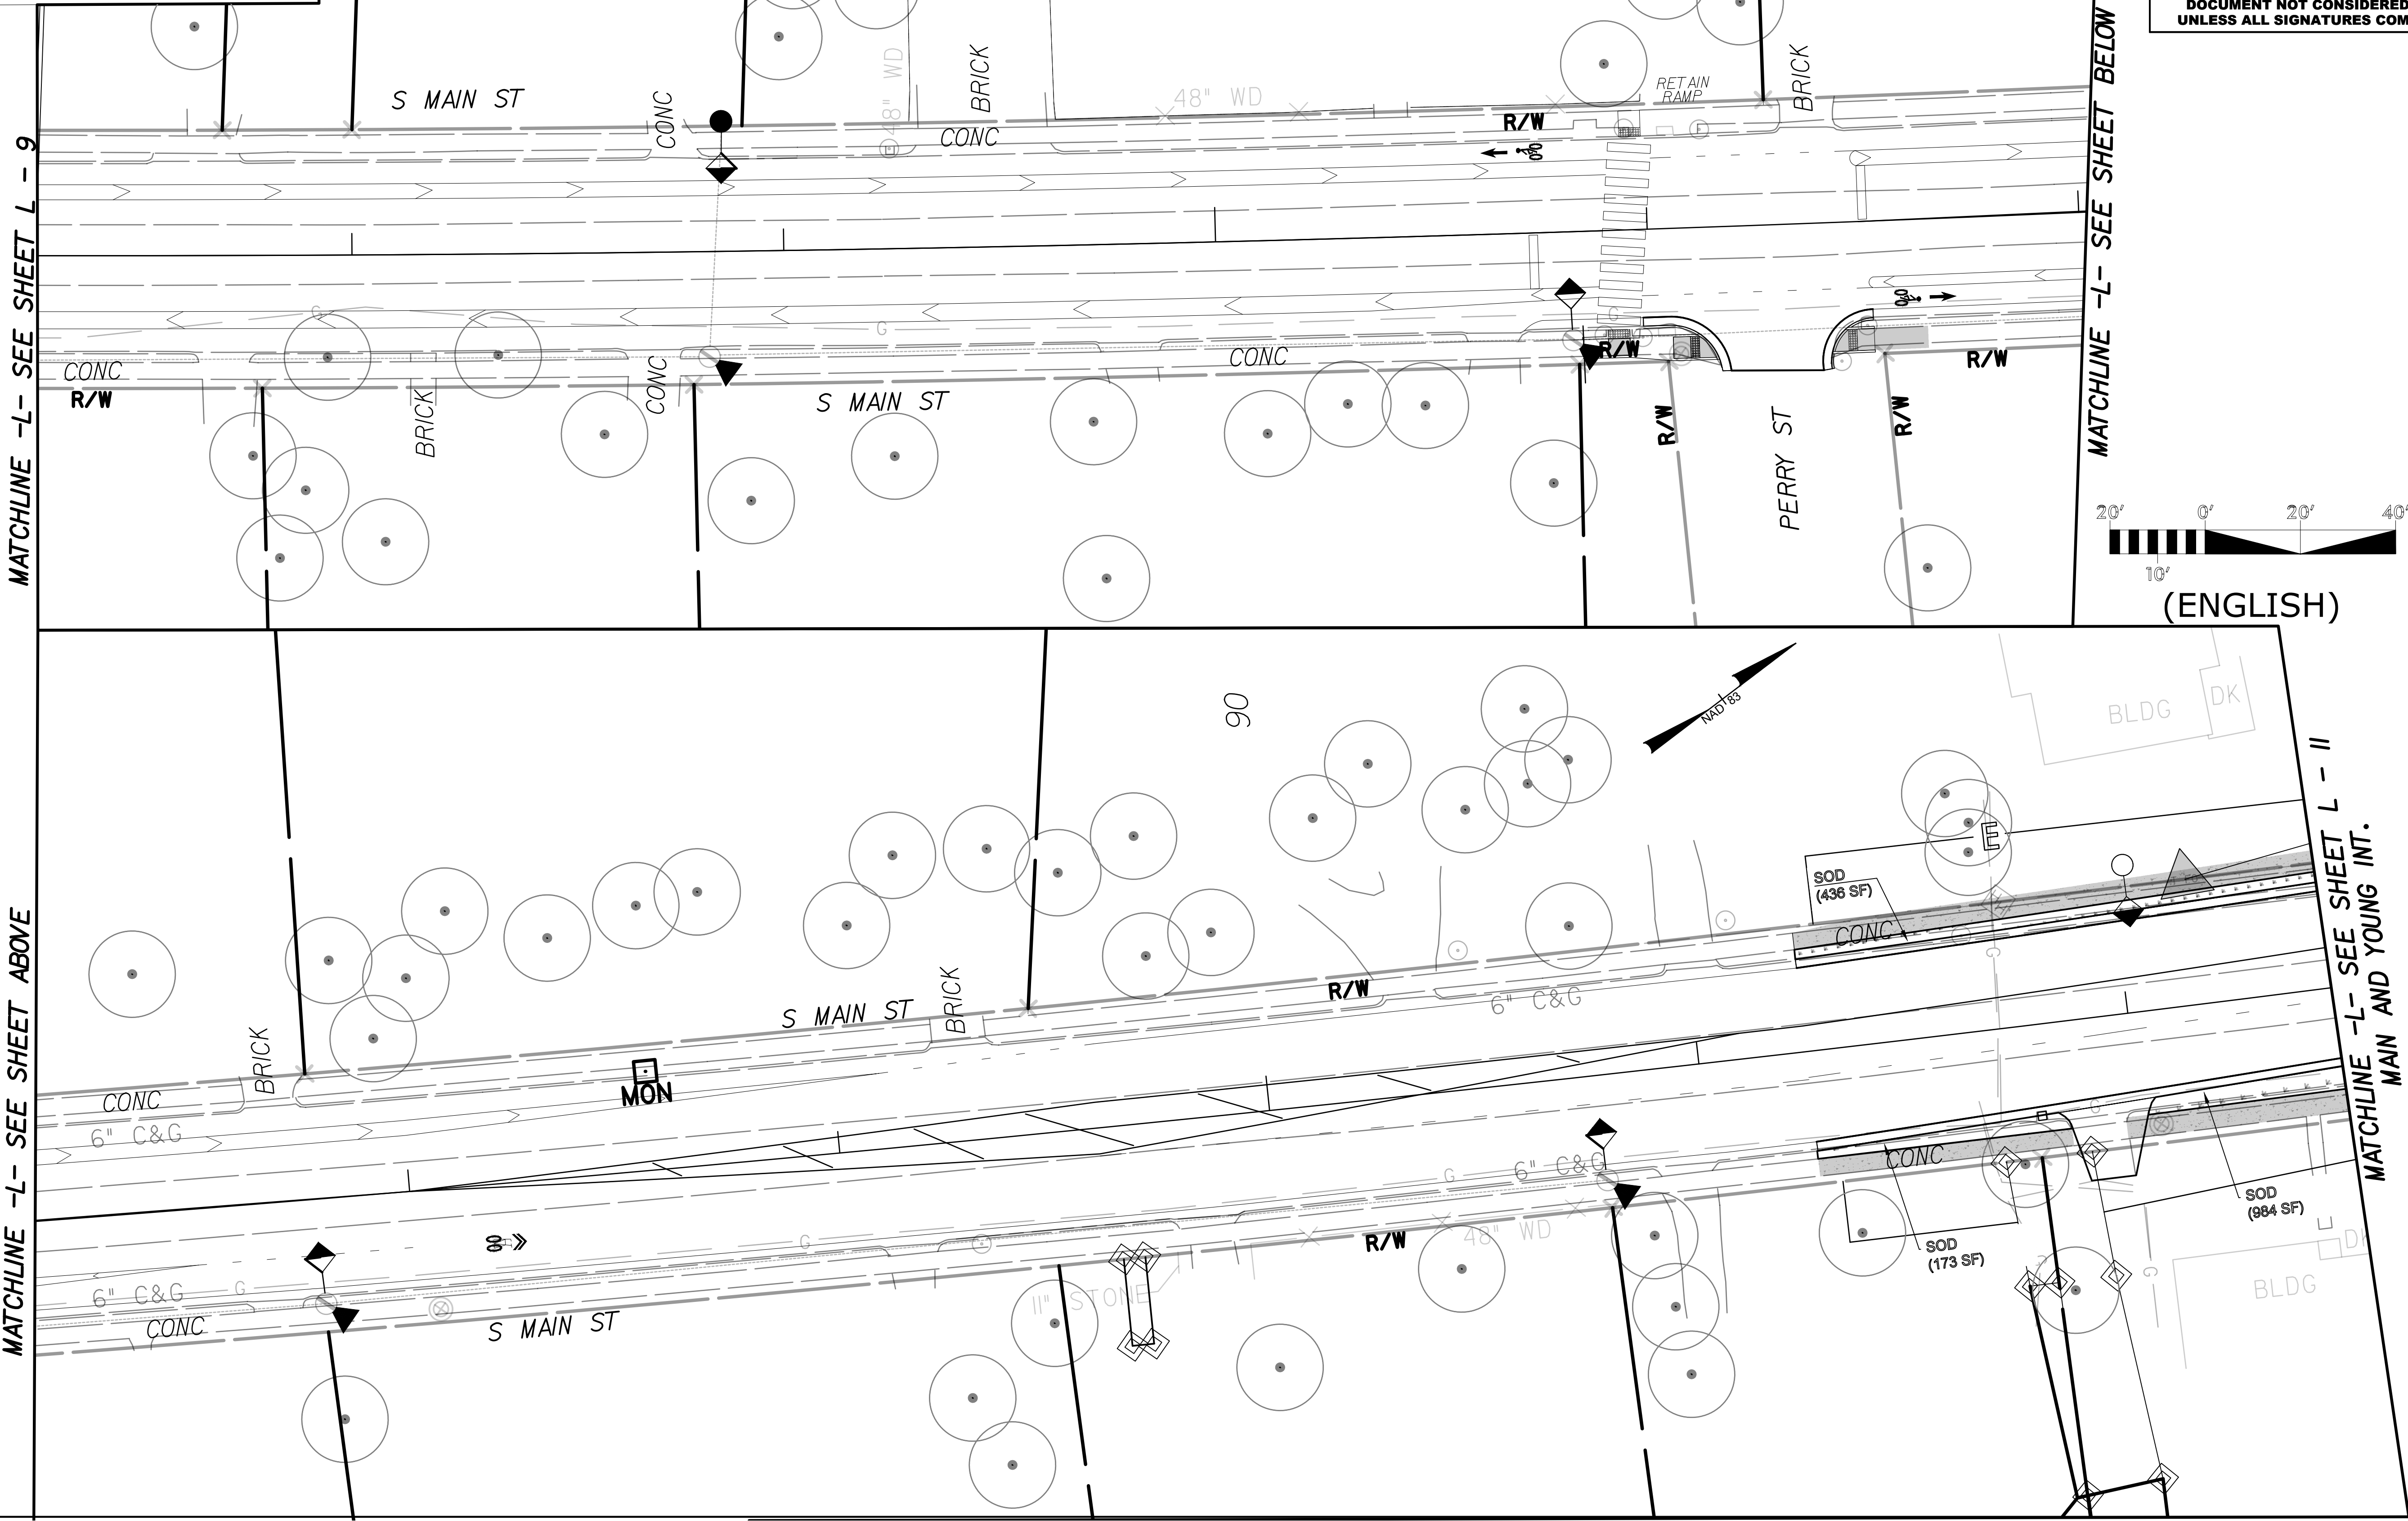 DOCUMENT NOT CONSIDERED
UNLESS ALL SIGNATURES COM
MATCHLINE -L- SEE SHEET L - 9
S MAIN ST
CONC
48" WD
BRICK
CONC
48" WD
R/W
RETAIN
RAMP
BRICK
MATCHLINE -L- SEE SHEET BELOW
G
G
G
CONC
R/W
BRICK
CONC
S MAIN ST
CONC
R/W
R/W
R/W
PERRY ST
R/W
20' 0' 20' 40'
10'
(ENGLISH)
MATCHLINE -L- SEE SHEET ABOVE
90
NAD '83
BLDG
DK
E
SOD
(436 SF)
CONC
MATCHLINE -L- SEE SHEET L - 11
MAIN AND YOUNG INT.
R/W
6" C&G
G
S MAIN ST
BRICK
BRICK
MON
CONC
6" C&G
G
6" C&G
G
G
CONC
SOD
(984 SF)
SOD
(173 SF)
R/W
48" WD
G
6" C&G
CONC
S MAIN ST
11" STONE
G
DK
BLDG